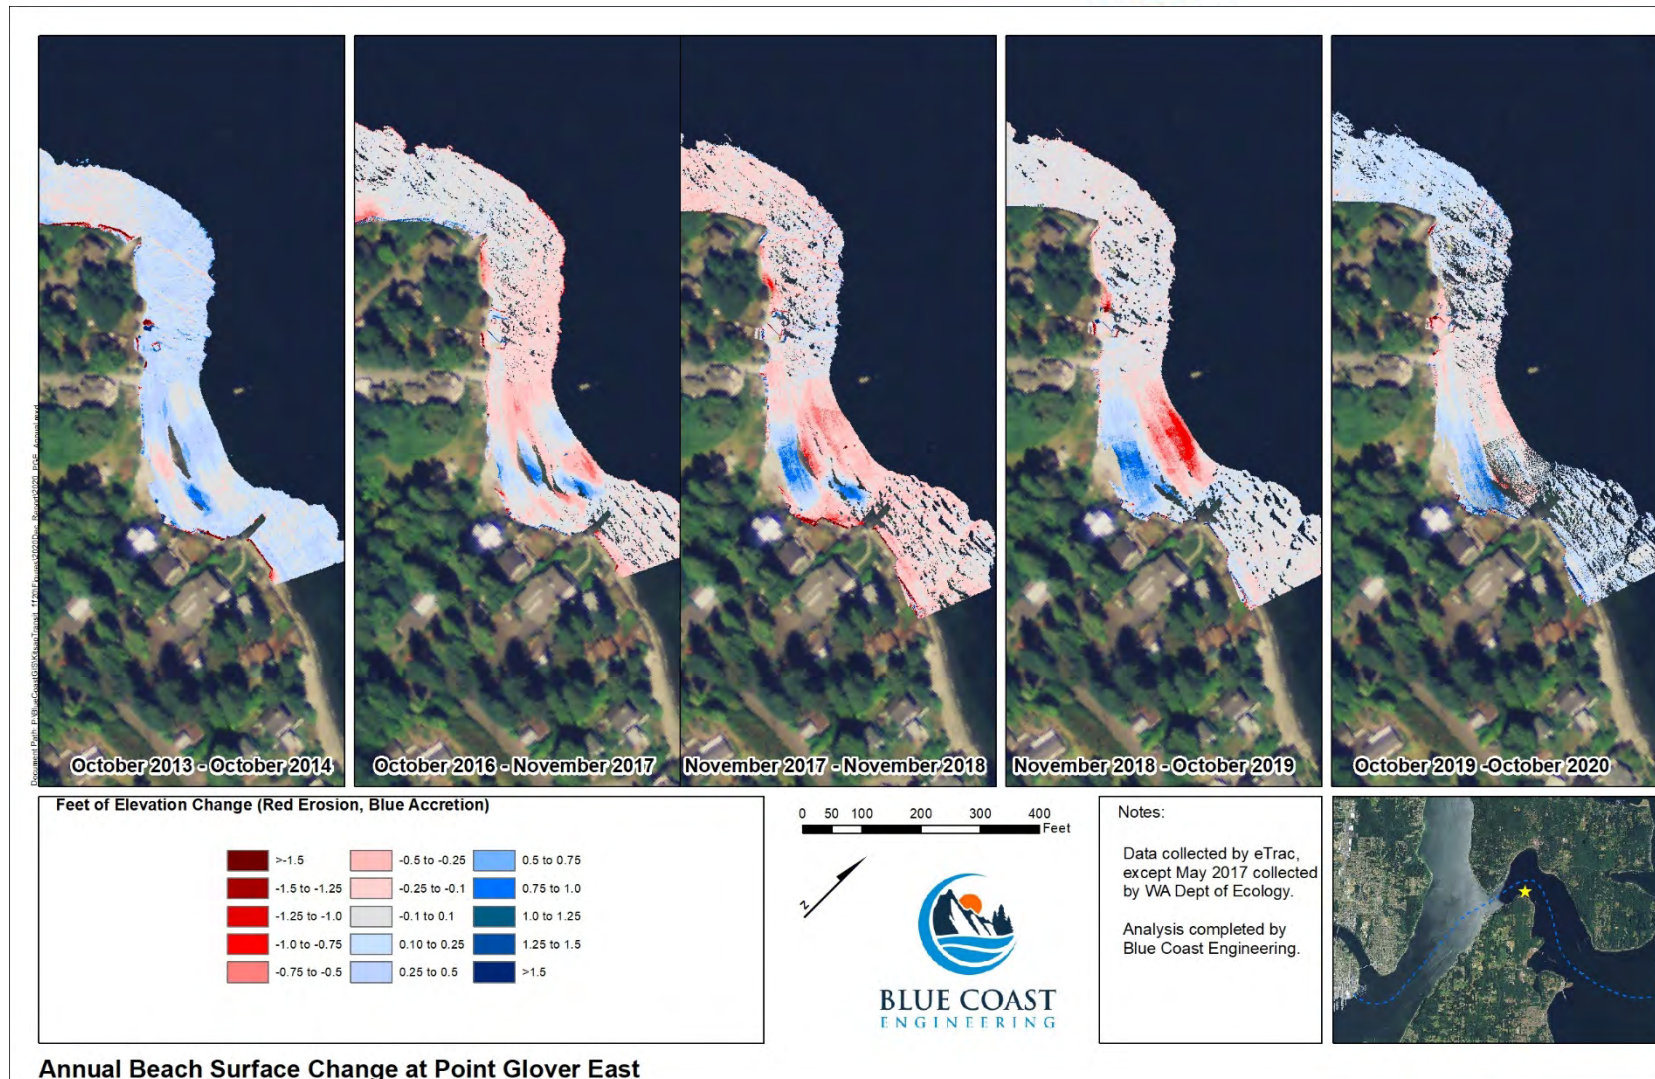 October 2013 - October 2014
October 2016 - November 2017
November 2017 - November 2018
November 2018 - October 2019
October 2019 -October 2020
Feet of Elevation Change (Red Erosion, Blue Accretion)
>-1.5
-1.5 to -1.25
-1.25 to -1.0
-1.0 to -0.75
-0.75 to -0.5
-0.5 to -0.25
-0.25 to -0.1
-0.1 to 0.1
0.10 to 0.25
0.25 to 0.5
0.5 to 0.75
0.75 to 1.0
1.0 to 1.25
1.25 to 1.5
>1.5
0 50 100 200 300 400
Feet
N
BLUE COAST
ENGINEERING
Notes:
Data collected by eTrac,
except May 2017 collected
by WA Dept of Ecology.
Analysis completed by
Blue Coast Engineering.
Annual Beach Surface Change at Point Glover East